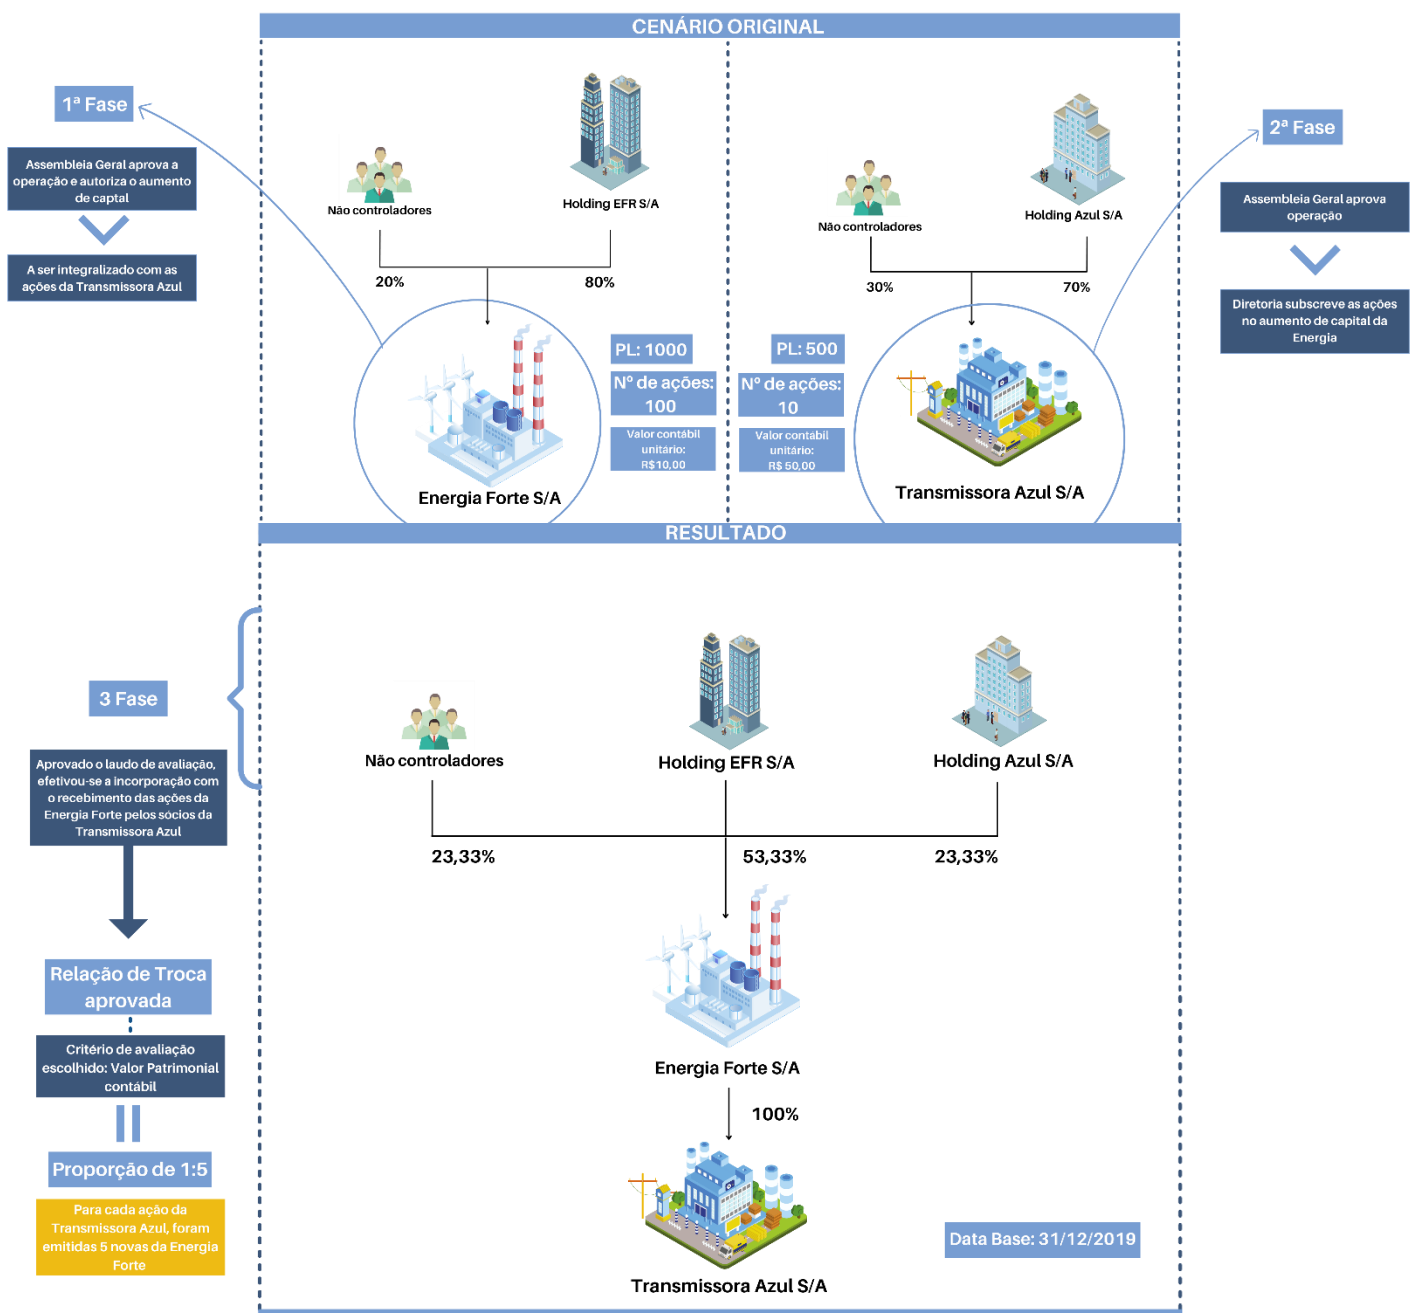 CENÁRIO ORIGINAL
1ª Fase
Assembleia Geral aprova a
operação e autoriza o aumento
de captal
A ser integralizado com as
ações da Transmissora Azul
Não controladores
Holding EFR S/A
20%
80%
PL: 1000
Nº de ações:
100
Valor contábil
unitário:
R$10,00
Energia Forte S/A
Não controladores
Holding Azul S/A
30%
70%
PL: 500
Nº de ações:
10
Valor contábil
unitário:
R$ 50,00
Transmissora Azul S/A
2ª Fase
Assembleia Geral aprova
operação
Diretoria subscreve as ações
no aumento de capital da
Energia
RESULTADO
3 Fase
Aprovado o laudo de avaliação,
efetivou-se a incorporação com
o recebimento das ações da
Energia Forte pelos sócios da
Transmissora Azul
Relação de Troca
aprovada
Critério de avaliação
escolhido: Valor Patrimonial
contábil
Proporção de 1:5
Para cada ação da
Transmissora Azul, foram
emitidas 5 novas da Energia
Forte
Não controladores
Holding EFR S/A
Holding Azul S/A
23,33%
53,33%
23,33%
Energia Forte S/A
100%
Transmissora Azul S/A
Data Base: 31/12/2019